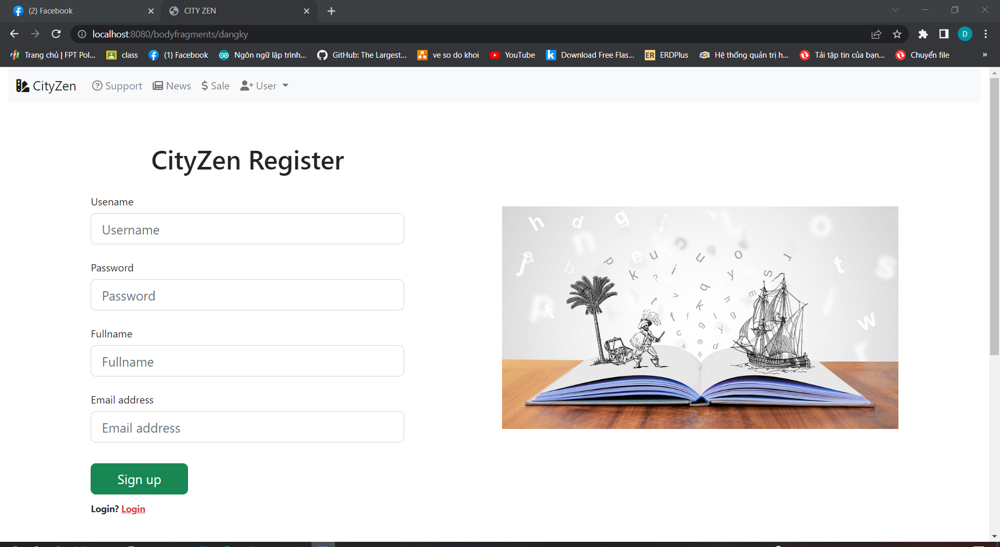 (2) Facebook
CITY ZEN
localhost:8080/bodyfragments/dangky
D
Trang chủ | FPT Pol...
class
(1) Facebook
Ngôn ngữ lập trình...
GitHub: The Largest...
ve so do khoi
YouTube
Download Free Flas...
ER ERDPlus
Hệ thống quản trị h...
Tải tập tin của bạn...
Chuyển file
»
CityZen
Support
News
$ Sale
User
CityZen Register
Usename
Username
Password
Password
Fullname
Fullname
Email address
Email address
Sign up
Login? Login